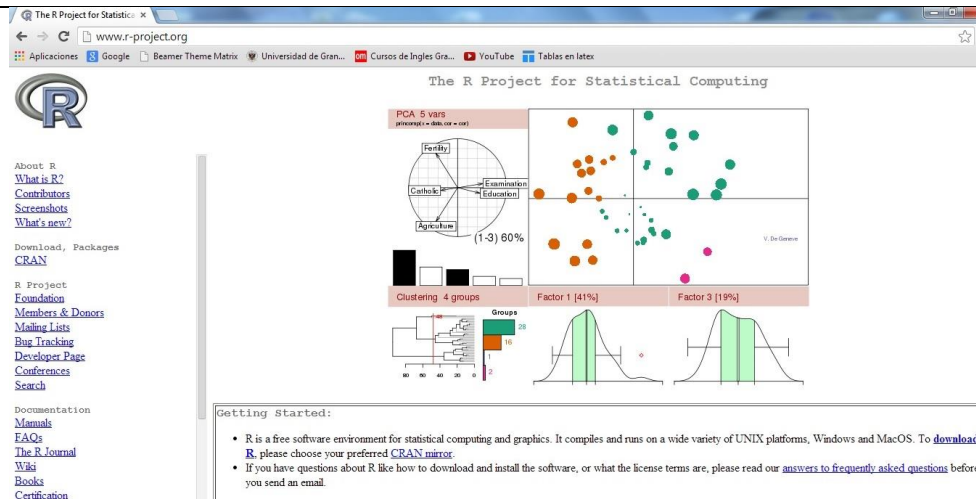 The R Project for Statistica
www.r-project.org
Aplicaciones Google Beamer Theme Matrix Universidad de Gran... Cursos de Ingles Gra... YouTube Tablas en latex
R
The R Project for Statistical Computing
About R
What is R?
Contributors
Screenshots
What's new?
Download, Packages
CRAN
R Project
Foundation
Members & Donors
Mailing Lists
Bug Tracking
Developer Page
Conferences
Search
Documentation
Manuals
FAQs
The R Journal
Wiki
Books
Certification
PCA 5 vars
princomp(x = data, cor = cor)
Fertility
Catholic
Examination
Education
Agriculture
(1-3) 60%
V. De Geneve
Clustering 4 groups
Factor 1 [41%]
Factor 3 [19%]
Groups
28
16
1
2
80 60 40 20 0
Getting Started:
• R is a free software environment for statistical computing and graphics. It compiles and runs on a wide variety of UNIX platforms, Windows and MacOS. To download
R, please choose your preferred CRAN mirror.
• If you have questions about R like how to download and install the software, or what the license terms are, please read our answers to frequently asked questions before
you send an email.